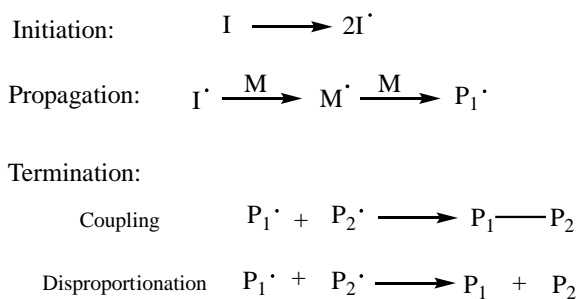 Initiation: I 2I·
Propagation: I· M M· M P₁·
Termination:
Coupling P₁· + P₂· P₁ P₂
Disproportionation P₁· + P₂· P₁ + P₂